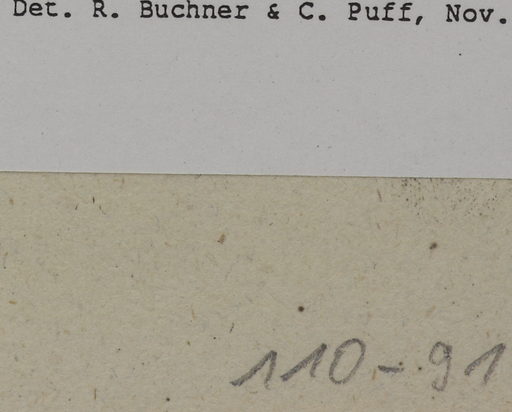 Det. R. Buchner & C. Puff, Nov.
110-91